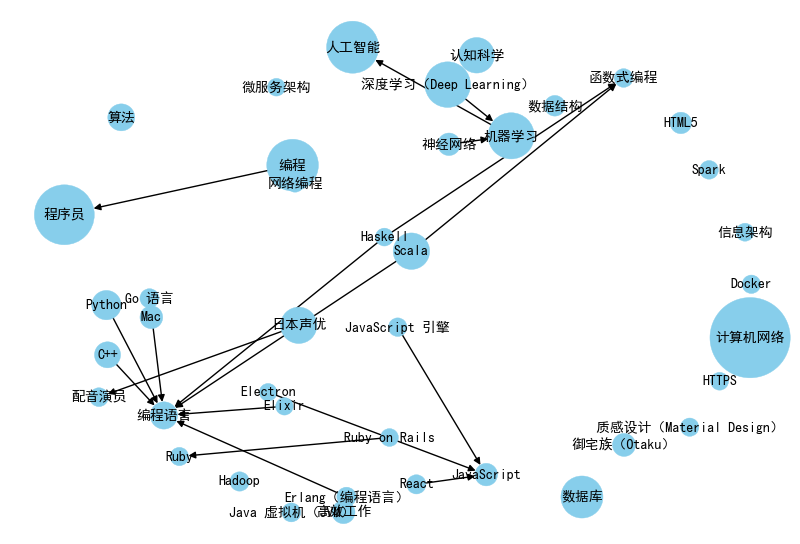 人工智能
认知科学
函数式编程
深度学习（Deep Learning）
微服务架构
数据结构
算法
HTML5
机器学习
神经网络
编程
Spark
网络编程
程序员
信息架构
Haskell
Scala
Docker
Go 语言
Python
Mac
日本声优
JavaScript 引擎
计算机网络
C++
HTTPS
Electron
配音演员
Elixir
编程语言
质感设计（Material Design）
Ruby on Rails
御宅族（Otaku）
Ruby
JavaScript
Hadoop
React
Erlang（编程语言）
数据库
Java 虚拟机（JVM）